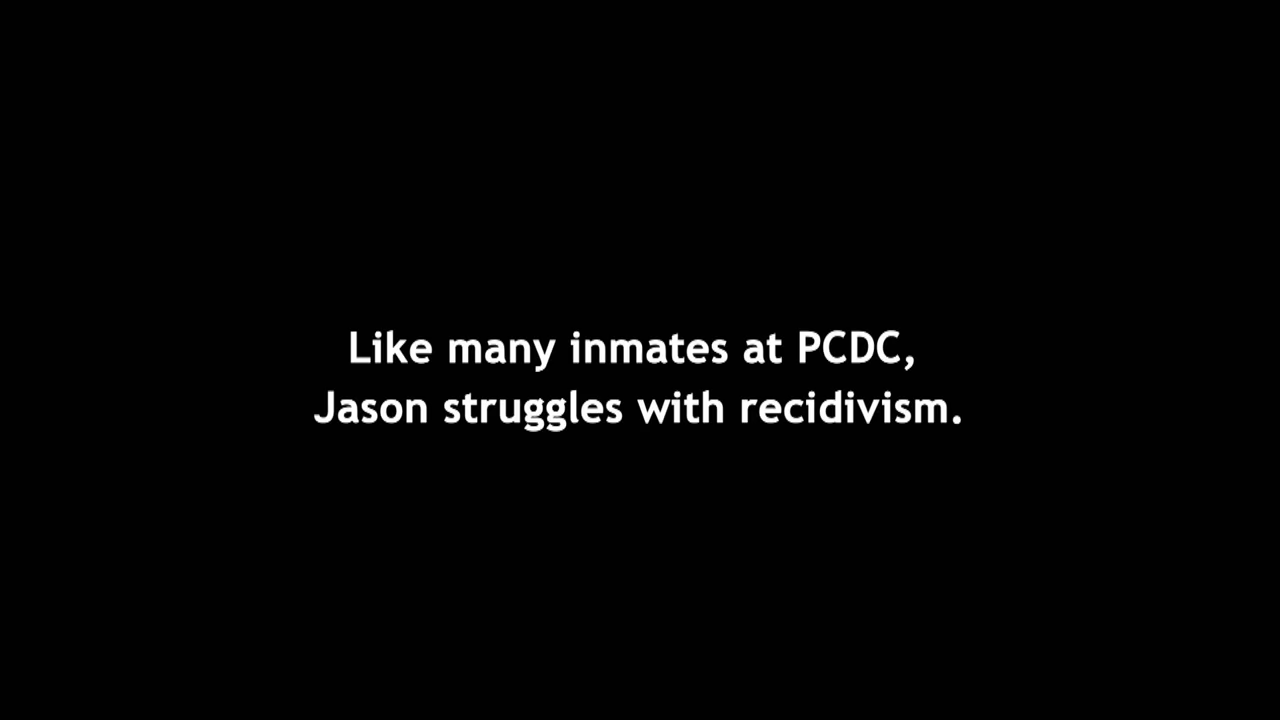 Like many inmates at PCDC,
Jason struggles with recidivism.